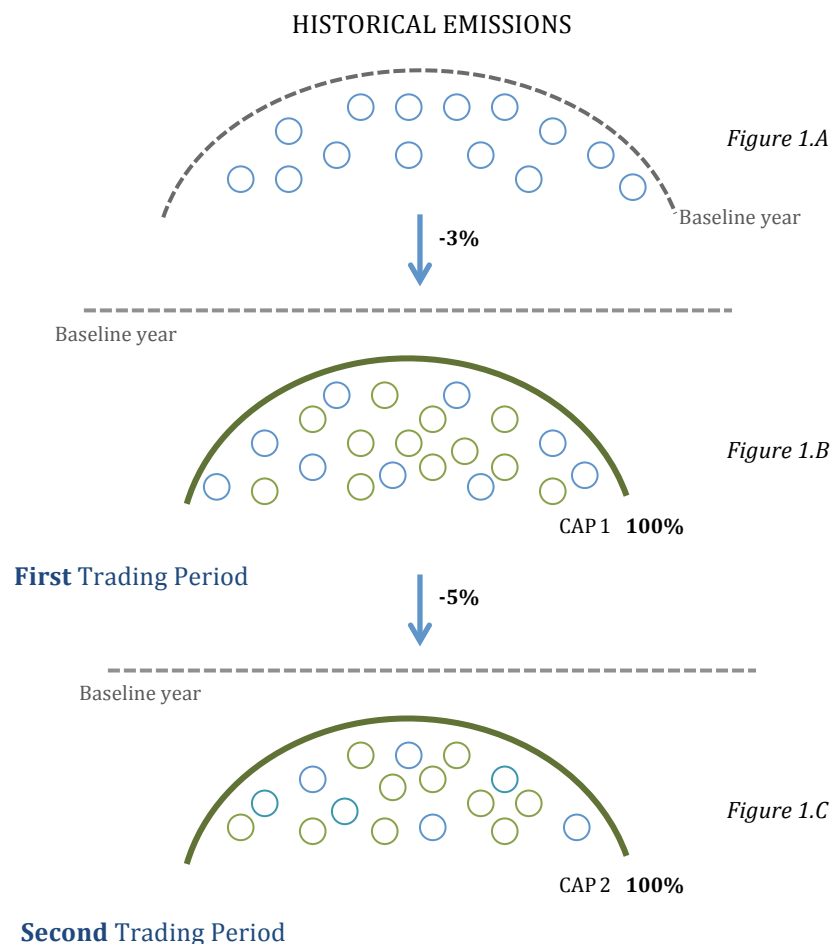 HISTORICAL EMISSIONS
Figure 1.A
Baseline year
-3%
Baseline year
Figure 1.B
CAP 1 100%
First Trading Period
-5%
Baseline year
Figure 1.C
CAP 2 100%
Second Trading Period